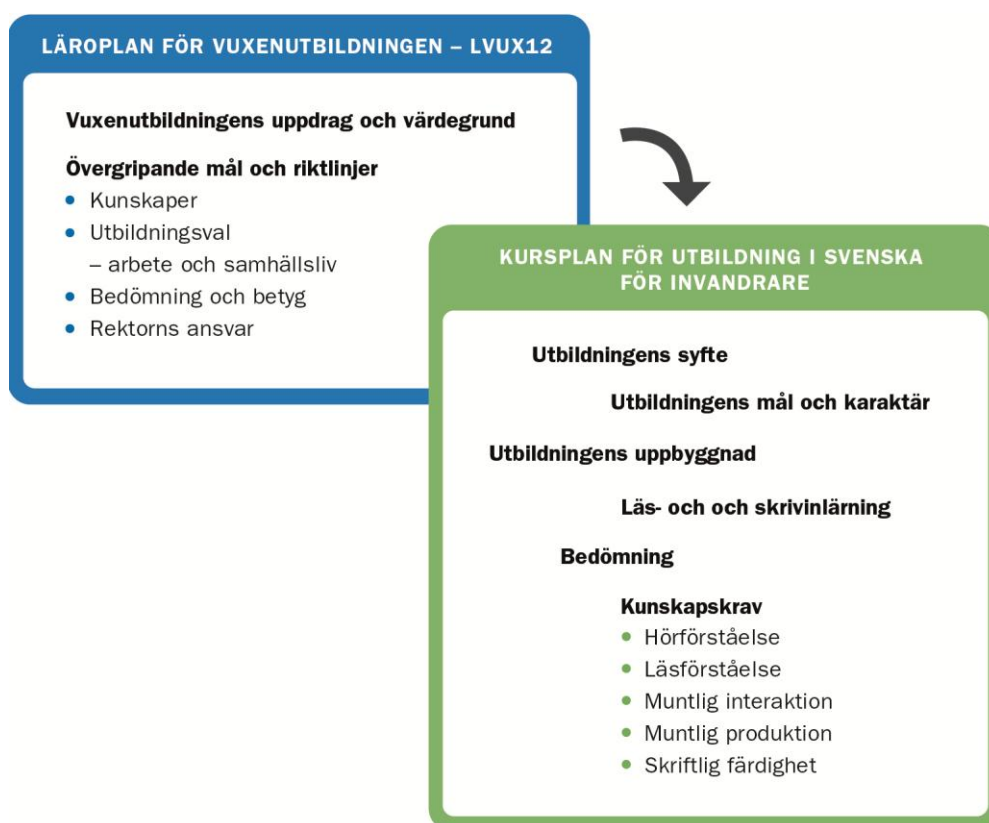 LÄROPLAN FÖR VUXENUTBILDNINGEN – LVUX12
Vuxenutbildningens uppdrag och värdegrund
Övergripande mål och riktlinjer
• Kunskaper
• Utbildningsval
– arbete och samhällsliv
• Bedömning och betyg
• Rektorns ansvar
KURSPLAN FÖR UTBILDNING I SVENSKA
FÖR INVANDRARE
Utbildningens syfte
Utbildningens mål och karaktär
Utbildningens uppbyggnad
Läs- och och skrivinlärning
Bedömning
Kunskapskrav
• Hörförståelse
• Läsförståelse
• Muntlig interaktion
• Muntlig produktion
• Skriftlig färdighet